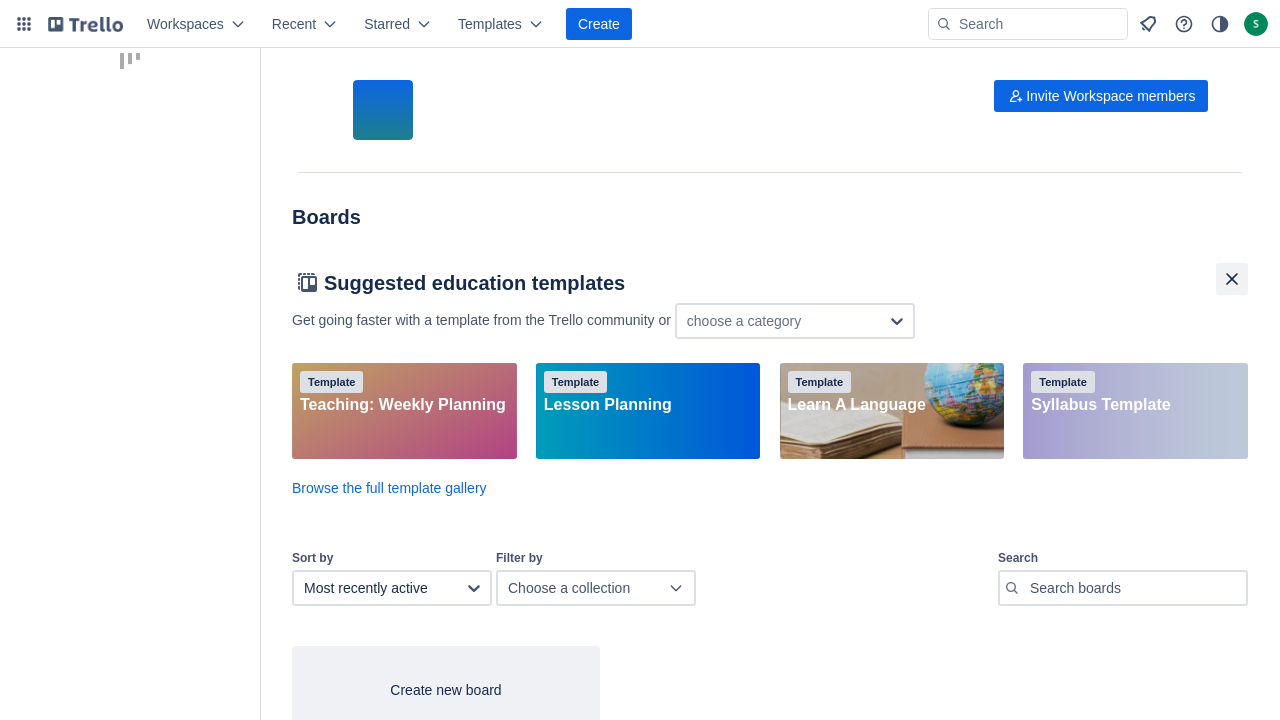 Trello Workspaces Recent Starred Templates Create Search S
Invite Workspace members
Boards
Suggested education templates
Get going faster with a template from the Trello community or choose a category
Template Template Template Template
Teaching: Weekly Planning Lesson Planning Learn A Language Syllabus Template
Browse the full template gallery
Sort by Filter by Search
Most recently active Choose a collection Search boards
Create new board